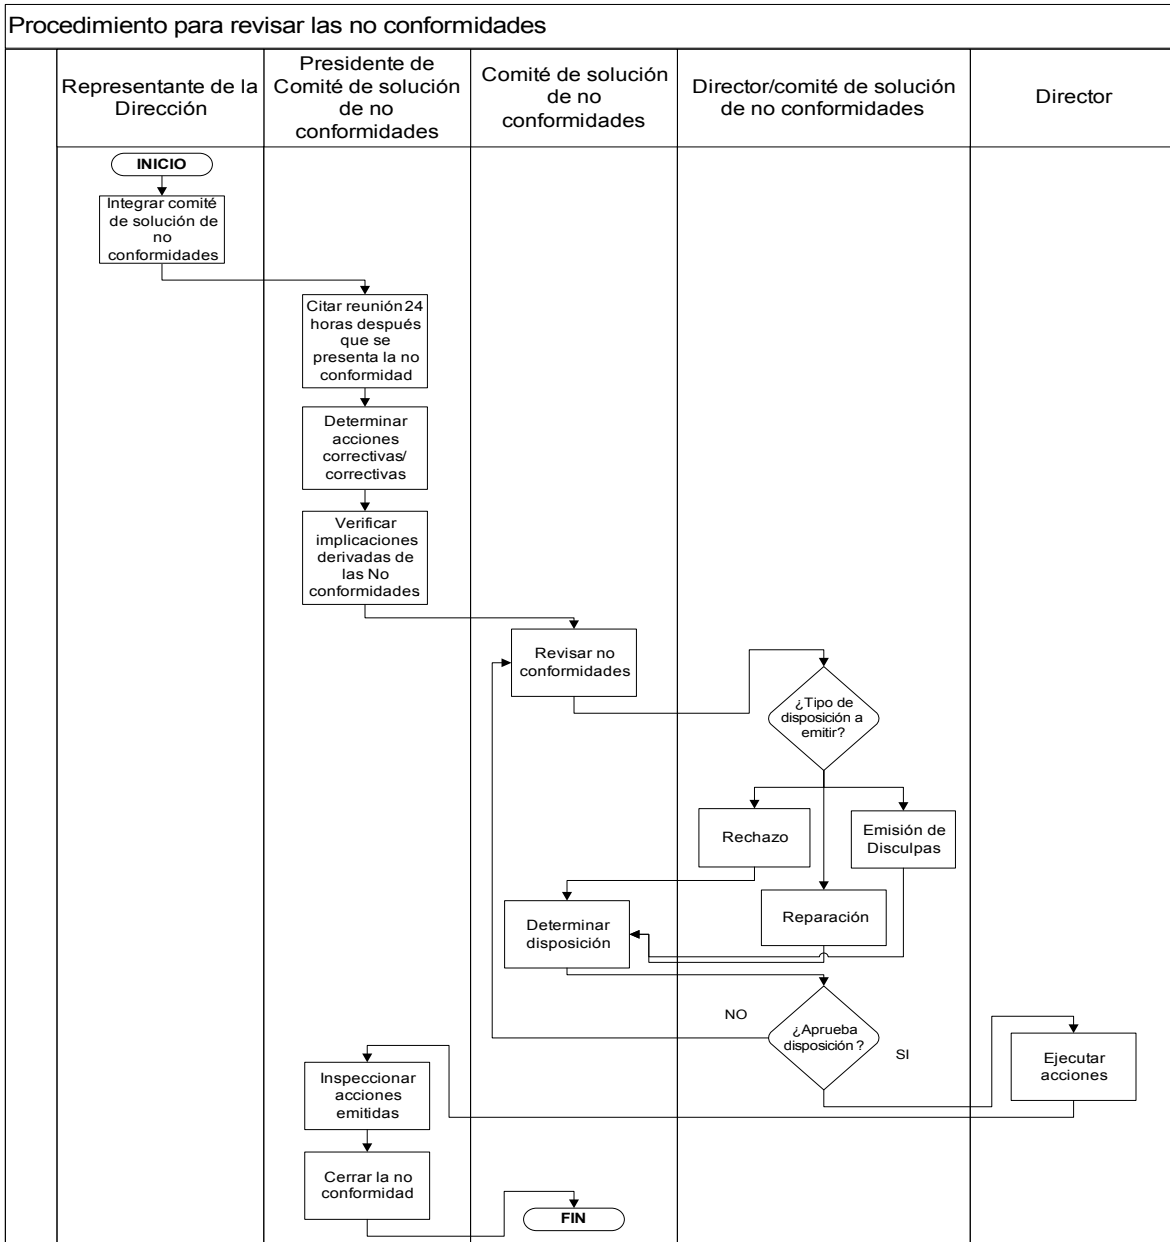 Procedimiento para revisar las no conformidades
Representante de la
Dirección
Presidente de
Comité de solución
de no
conformidades
Comité de solución
de no
conformidades
Director/comité de solución
de no conformidades
Director
INICIO
Integrar comité
de solución de
no
conformidades
Citar reunión 24
horas después
que se
presenta la no
conformidad
Determinar
acciones
correctivas/
correctivas
Verificar
implicaciones
derivadas de
las No
conformidades
Revisar no
conformidades
¿Tipo de
disposición a
emitir?
Rechazo
Emisión de
Disculpas
Reparación
Determinar
disposición
NO
¿Aprueba
disposición ?
SI
Ejecutar
acciones
Inspeccionar
acciones
emitidas
Cerrar la no
conformidad
FIN